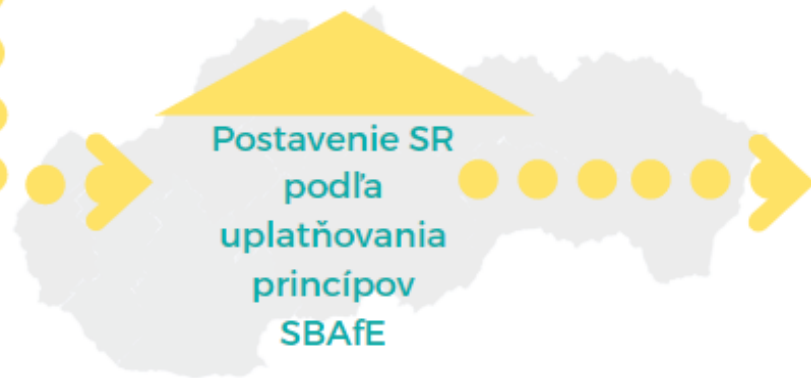 Postavenie SR
podľa
uplatňovania
princípov
SBAfE